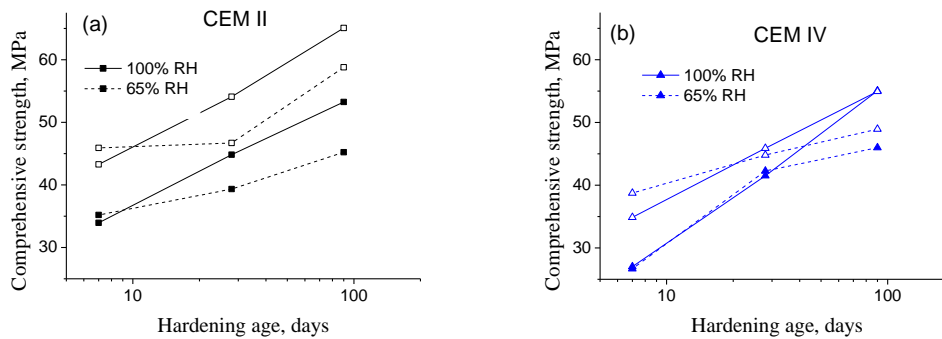 (a)
CEM II
60
50
40
30
100% RH
65% RH
10
100
Comprehensive strength, MPa
Hardening age, days
(b)
CEM IV
60
50
40
30
100% RH
65% RH
10
100
Comprehensive strength, MPa
Hardening age, days